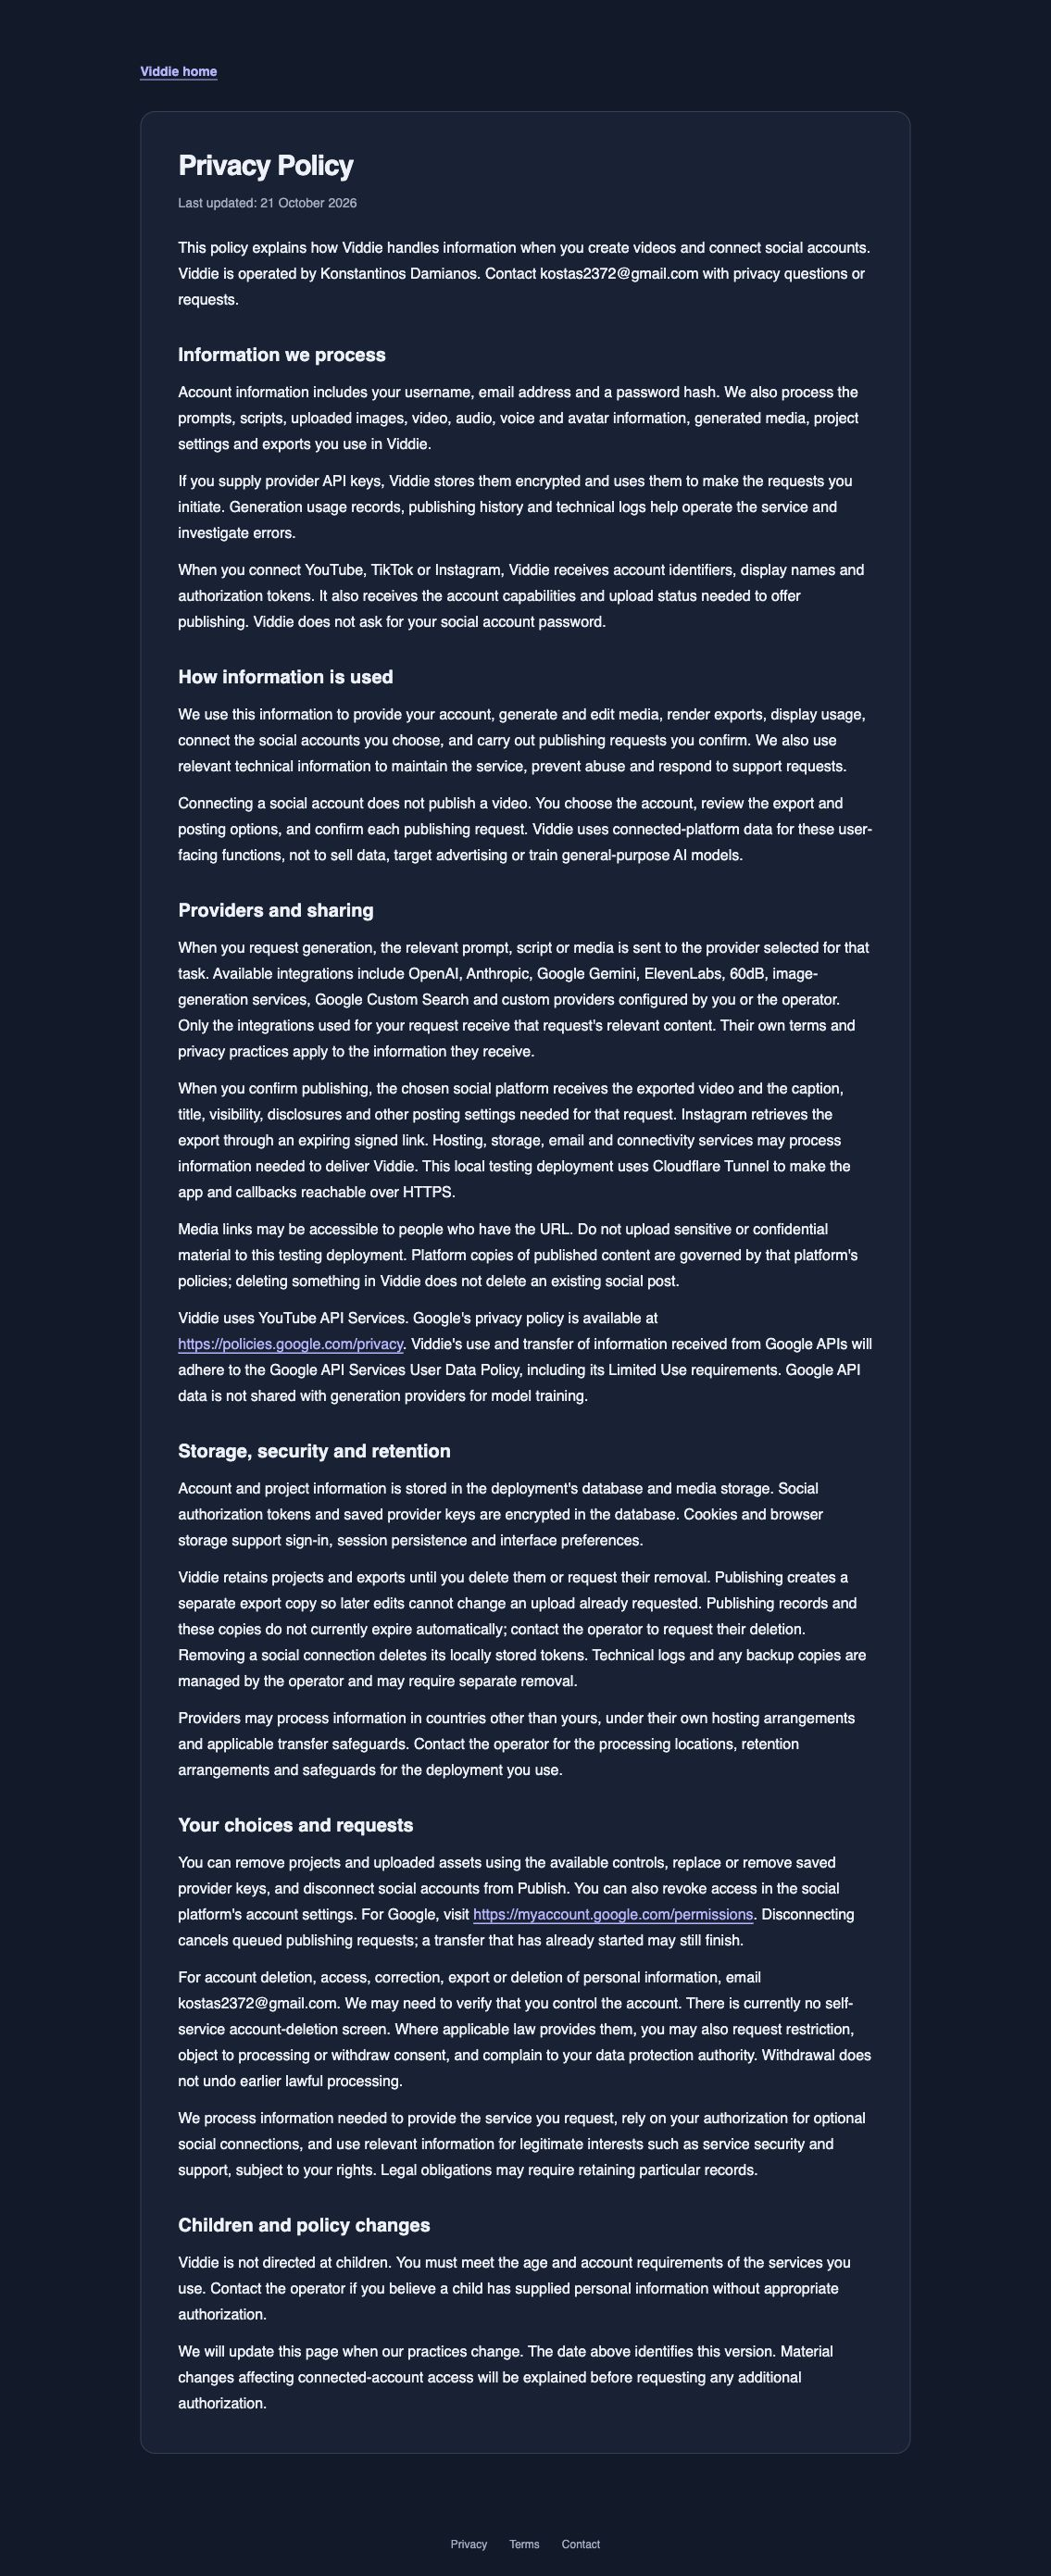 Viddie home
Privacy Policy
Last updated: 21 October 2026
This policy explains how Viddie handles information when you create videos and connect social accounts.
Viddie is operated by Konstantinos Damianos. Contact kostas2372@gmail.com with privacy questions or
requests.
Information we process
Account information includes your username, email address and a password hash. We also process the
prompts, scripts, uploaded images, video, audio, voice and avatar information, generated media, project
settings and exports you use in Viddie.
If you supply provider API keys, Viddie stores them encrypted and uses them to make the requests you
initiate. Generation usage records, publishing history and technical logs help operate the service and
investigate errors.
When you connect YouTube, TikTok or Instagram, Viddie receives account identifiers, display names and
authorization tokens. It also receives the account capabilities and upload status needed to offer
publishing. Viddie does not ask for your social account password.
How information is used
We use this information to provide your account, generate and edit media, render exports, display usage,
connect the social accounts you choose, and carry out publishing requests you confirm. We also use
relevant technical information to maintain the service, prevent abuse and respond to support requests.
Connecting a social account does not publish a video. You choose the account, review the export and
posting options, and confirm each publishing request. Viddie uses connected-platform data for these user-
facing functions, not to sell data, target advertising or train general-purpose AI models.
Providers and sharing
When you request generation, the relevant prompt, script or media is sent to the provider selected for that
task. Available integrations include OpenAI, Anthropic, Google Gemini, ElevenLabs, 60dB, image-
generation services, Google Custom Search and custom providers configured by you or the operator.
Only the integrations used for your request receive that request's relevant content. Their own terms and
privacy practices apply to the information they receive.
When you confirm publishing, the chosen social platform receives the exported video and the caption,
title, visibility, disclosures and other posting settings needed for that request. Instagram retrieves the
export through an expiring signed link. Hosting, storage, email and connectivity services may process
information needed to deliver Viddie. This local testing deployment uses Cloudflare Tunnel to make the
app and callbacks reachable over HTTPS.
Media links may be accessible to people who have the URL. Do not upload sensitive or confidential
material to this testing deployment. Platform copies of published content are governed by that platform's
policies; deleting something in Viddie does not delete an existing social post.
Viddie uses YouTube API Services. Google's privacy policy is available at
https://policies.google.com/privacy. Viddie's use and transfer of information received from Google APIs will
adhere to the Google API Services User Data Policy, including its Limited Use requirements. Google API
data is not shared with generation providers for model training.
Storage, security and retention
Account and project information is stored in the deployment's database and media storage. Social
authorization tokens and saved provider keys are encrypted in the database. Cookies and browser
storage support sign-in, session persistence and interface preferences.
Viddie retains projects and exports until you delete them or request their removal. Publishing creates a
separate export copy so later edits cannot change an upload already requested. Publishing records and
these copies do not currently expire automatically; contact the operator to request their deletion.
Removing a social connection deletes its locally stored tokens. Technical logs and any backup copies are
managed by the operator and may require separate removal.
Providers may process information in countries other than yours, under their own hosting arrangements
and applicable transfer safeguards. Contact the operator for the processing locations, retention
arrangements and safeguards for the deployment you use.
Your choices and requests
You can remove projects and uploaded assets using the available controls, replace or remove saved
provider keys, and disconnect social accounts from Publish. You can also revoke access in the social
platform's account settings. For Google, visit https://myaccount.google.com/permissions. Disconnecting
cancels queued publishing requests; a transfer that has already started may still finish.
For account deletion, access, correction, export or deletion of personal information, email
kostas2372@gmail.com. We may need to verify that you control the account. There is currently no self-
service account-deletion screen. Where applicable law provides them, you may also request restriction,
object to processing or withdraw consent, and complain to your data protection authority. Withdrawal does
not undo earlier lawful processing.
We process information needed to provide the service you request, rely on your authorization for optional
social connections, and use relevant information for legitimate interests such as service security and
support, subject to your rights. Legal obligations may require retaining particular records.
Children and policy changes
Viddie is not directed at children. You must meet the age and account requirements of the services you
use. Contact the operator if you believe a child has supplied personal information without appropriate
authorization.
We will update this page when our practices change. The date above identifies this version. Material
changes affecting connected-account access will be explained before requesting any additional
authorization.
Privacy Terms Contact